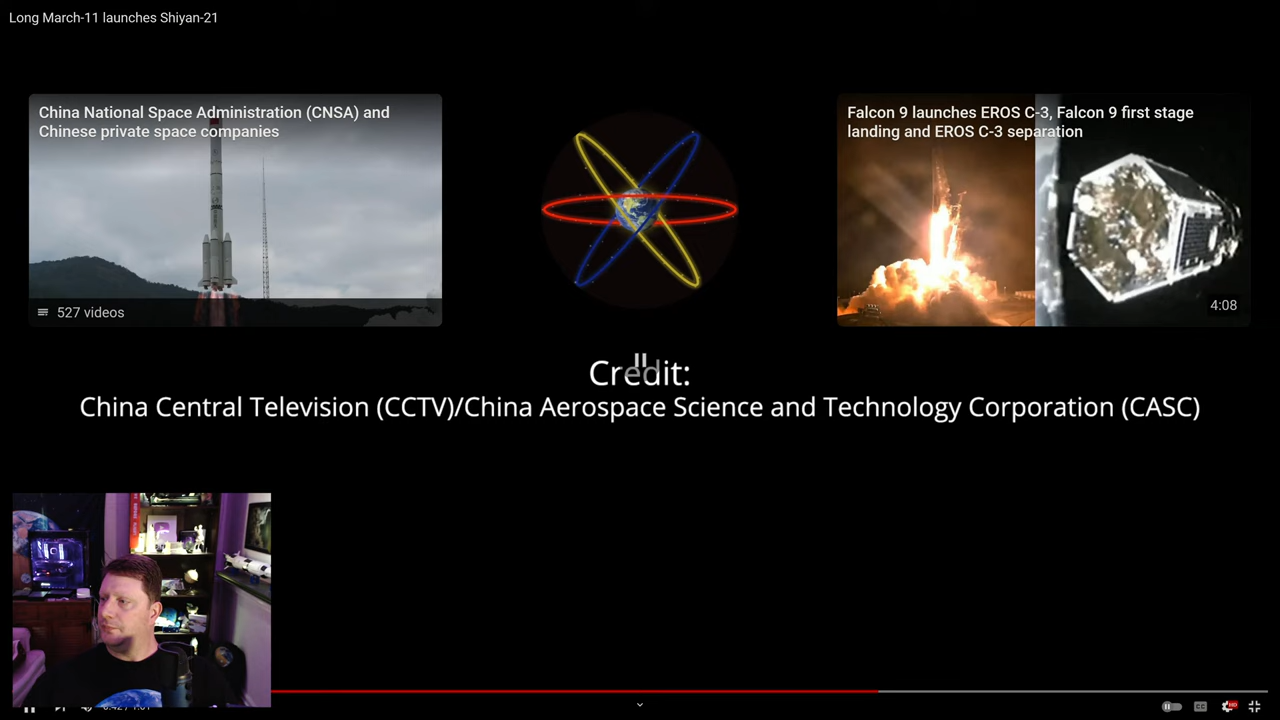 Long March-11 launches Shiyan-21
China National Space Administration (CNSA) and
Chinese private space companies
527 videos
Falcon 9 launches EROS C-3, Falcon 9 first stage
landing and EROS C-3 separation
4:08
Credit:
China Central Television (CCTV)/China Aerospace Science and Technology Corporation (CASC)
CC
HD